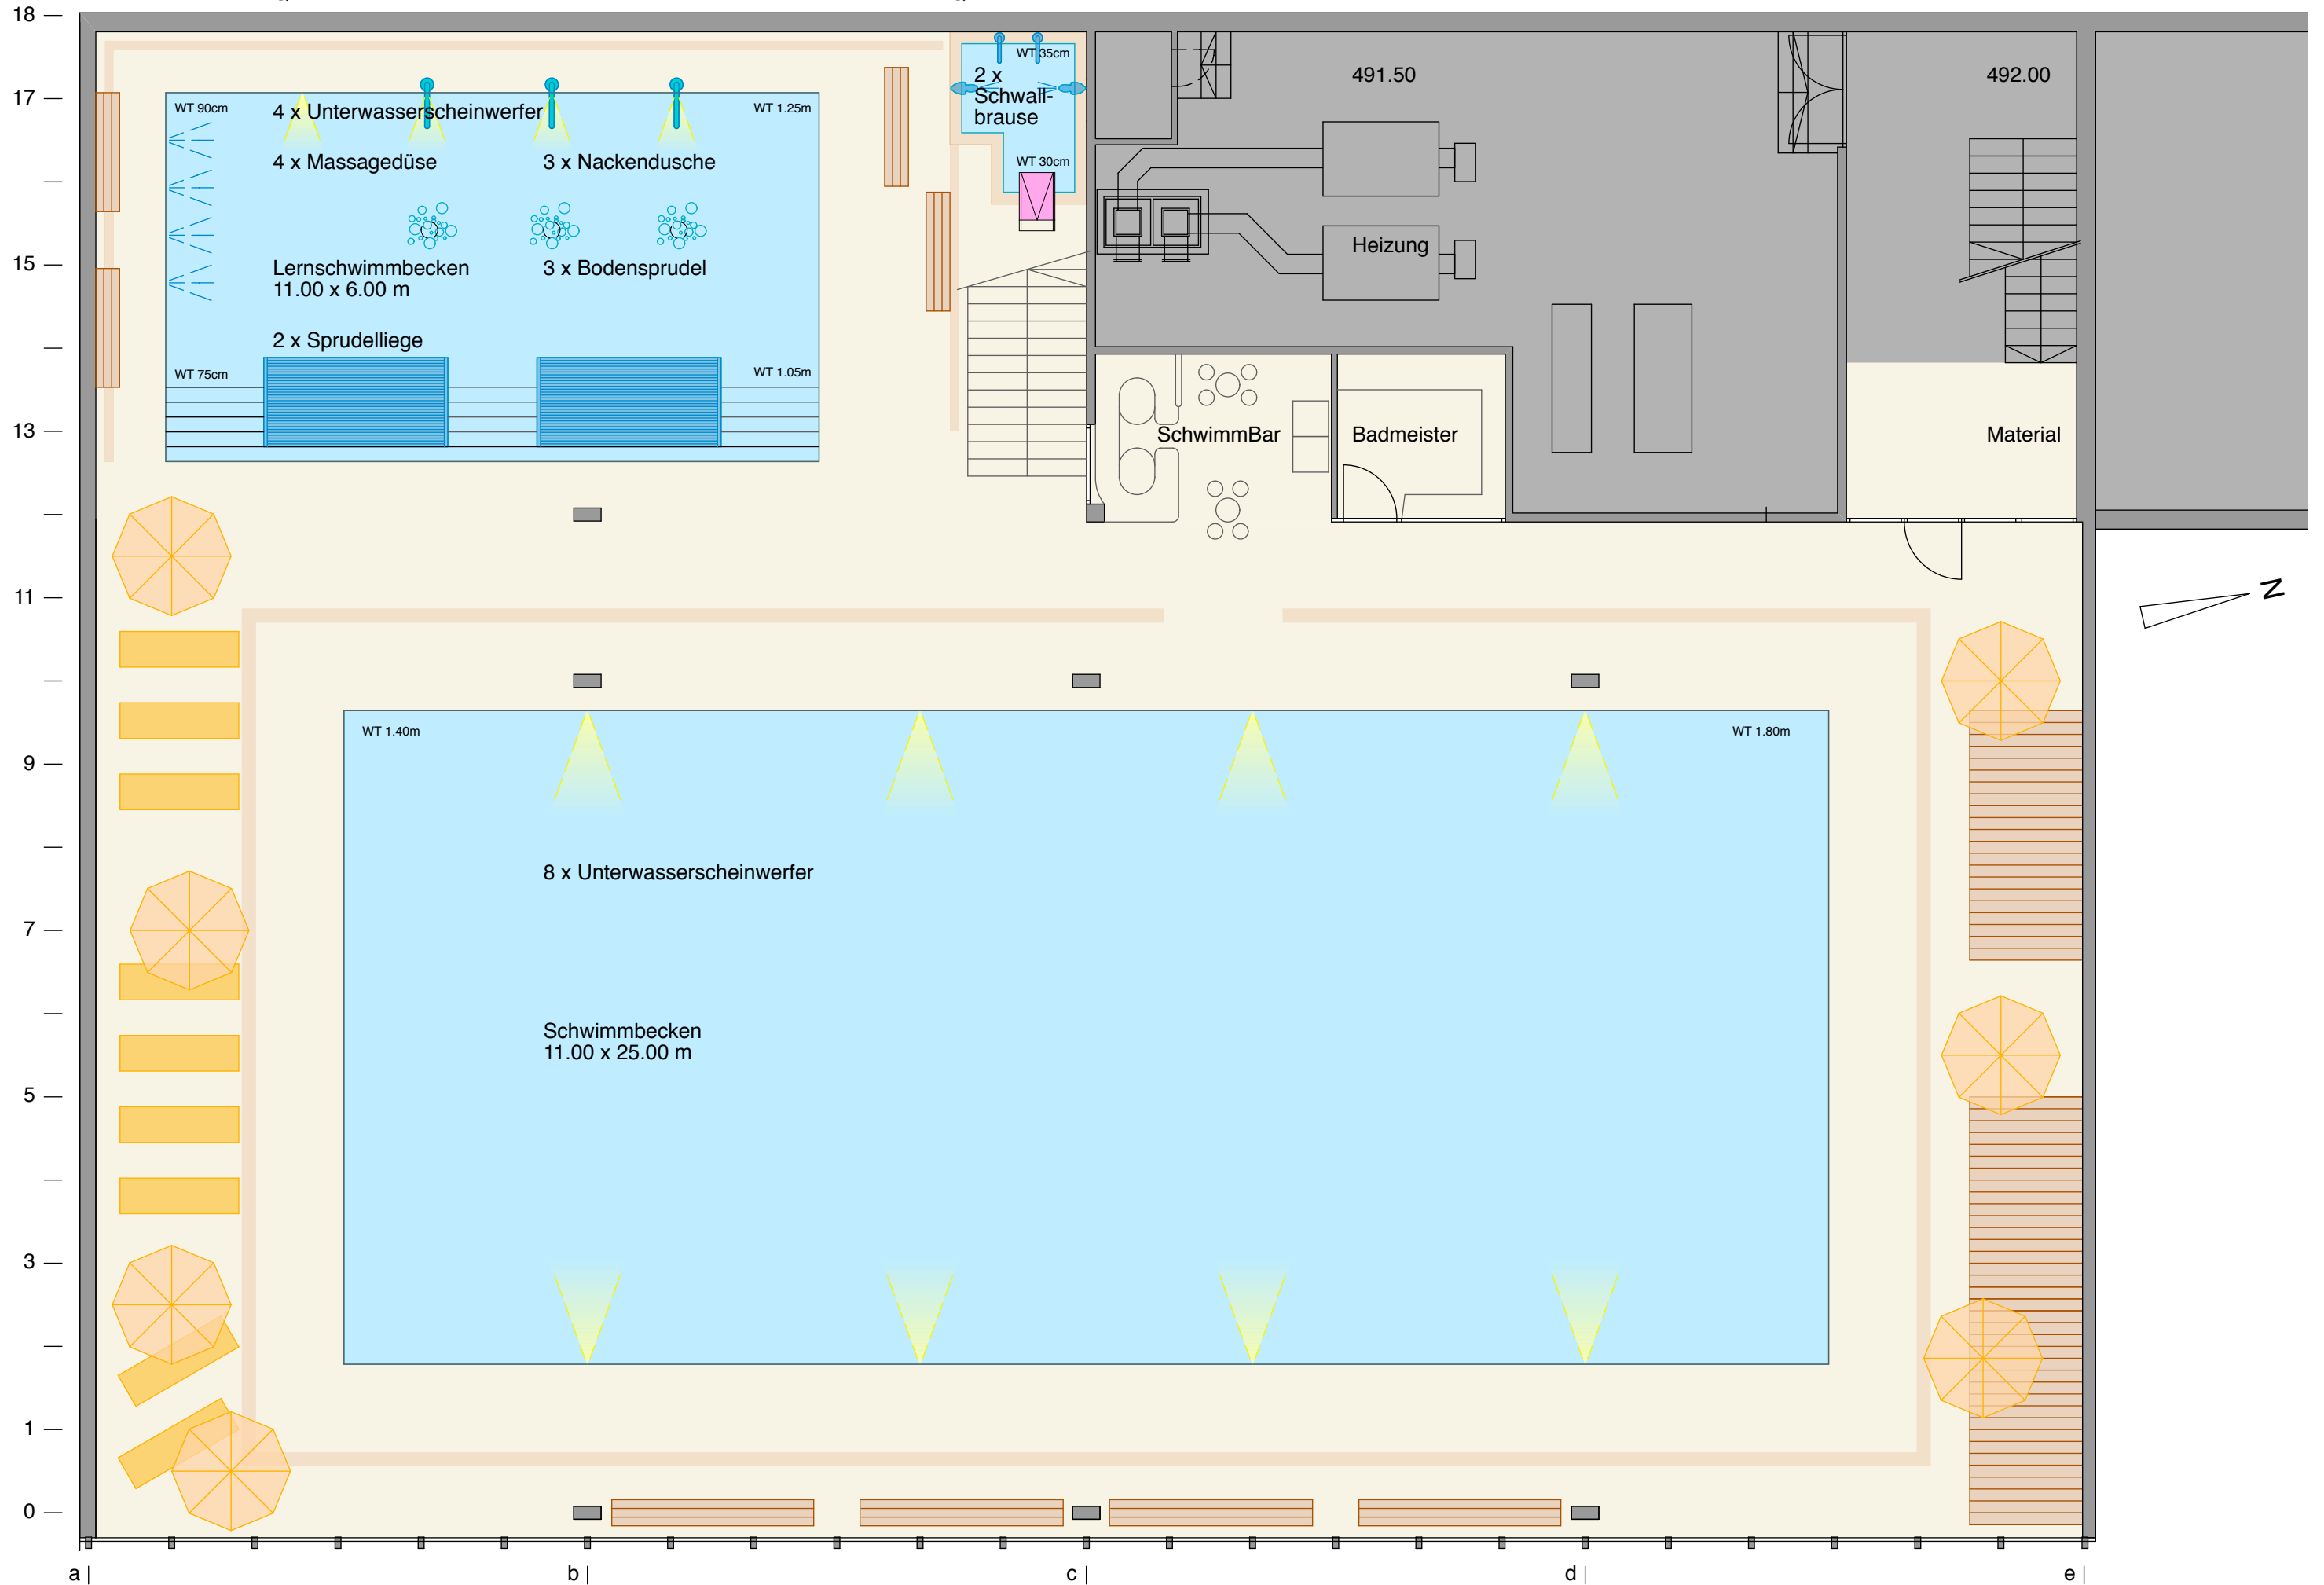 18
17
15
13
11
9
7
5
3
1
0
WT 90cm
4 x Unterwasserscheinwerfer
WT 1.25m
4 x Massagedüse
3 x Nackendusche
Lernschwimmbecken
11.00 x 6.00 m
3 x Bodensprudel
2 x Sprudelliege
WT 75cm
WT 1.05m
WT 35cm
2 x
Schwall-
brause
WT 30cm
491.50
492.00
Heizung
SchwimmBar
Badmeister
Material
N
WT 1.40m
WT 1.80m
8 x Unterwasserscheinwerfer
Schwimmbecken
11.00 x 25.00 m
a
b
c
d
e